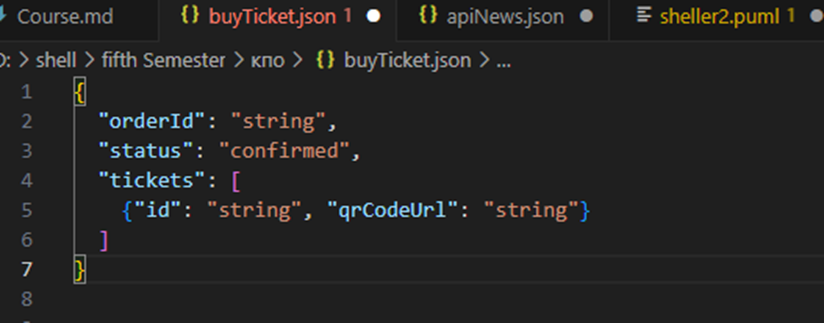 Course.md {} buyTicket.json 1 {} apiNews.json sheller2.puml 1
D: > shell > fifth Semester > кпо > {} buyTicket.json > ...
1 {
2 "orderId": "string",
3 "status": "confirmed",
4 "tickets": [
5 {"id": "string", "qrCodeUrl": "string"}
6 ]
7 }
8